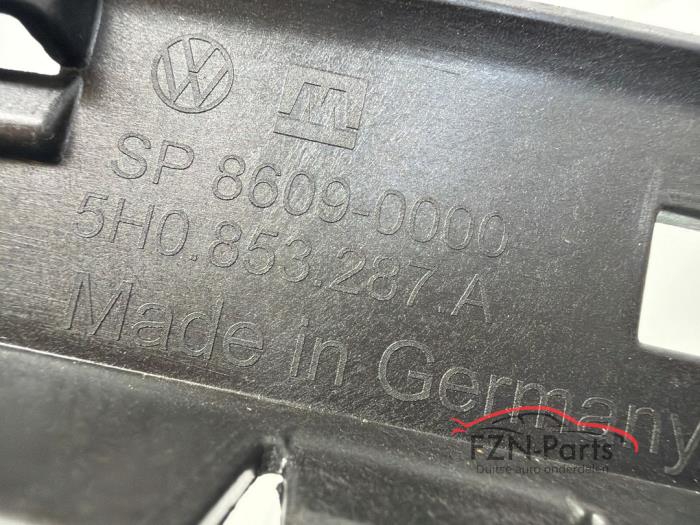 SP 8609-0000
5H0.853.287.A
Made in Germany
FZN-Parts
Duitse auto onderdelen